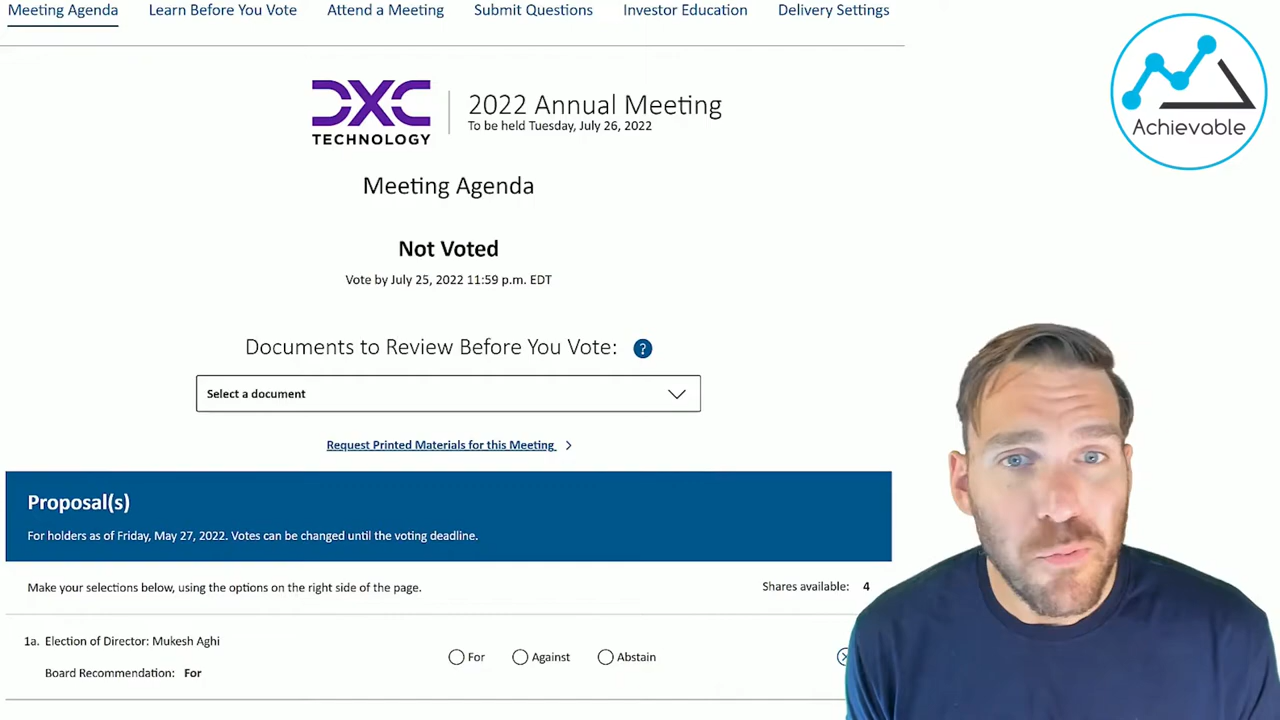 Meeting Agenda Learn Before You Vote Attend a Meeting Submit Questions Investor Education Delivery Settings
DXC
TECHNOLOGY
2022 Annual Meeting
To be held Tuesday, July 26, 2022
Achievable
Meeting Agenda
Not Voted
Vote by July 25, 2022 11:59 p.m. EDT
Documents to Review Before You Vote: ?
Select a document
Request Printed Materials for this Meeting >
Proposal(s)
For holders as of Friday, May 27, 2022. Votes can be changed until the voting deadline.
Make your selections below, using the options on the right side of the page. Shares available: 4
1a. Election of Director: Mukesh Aghi
For Against Abstain
Board Recommendation: For